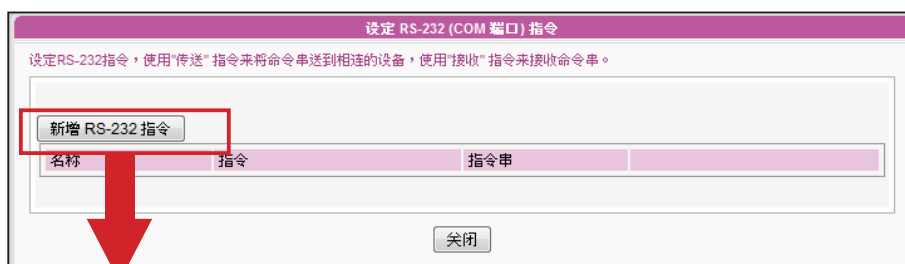 设定 RS-232 (COM 端口) 指令
设定RS-232指令，使用"传送" 指令来将命令串送到相连的设备，使用"接收" 指令来接收命令串。
新增 RS-232 指令
名称 指令 指令串
关闭